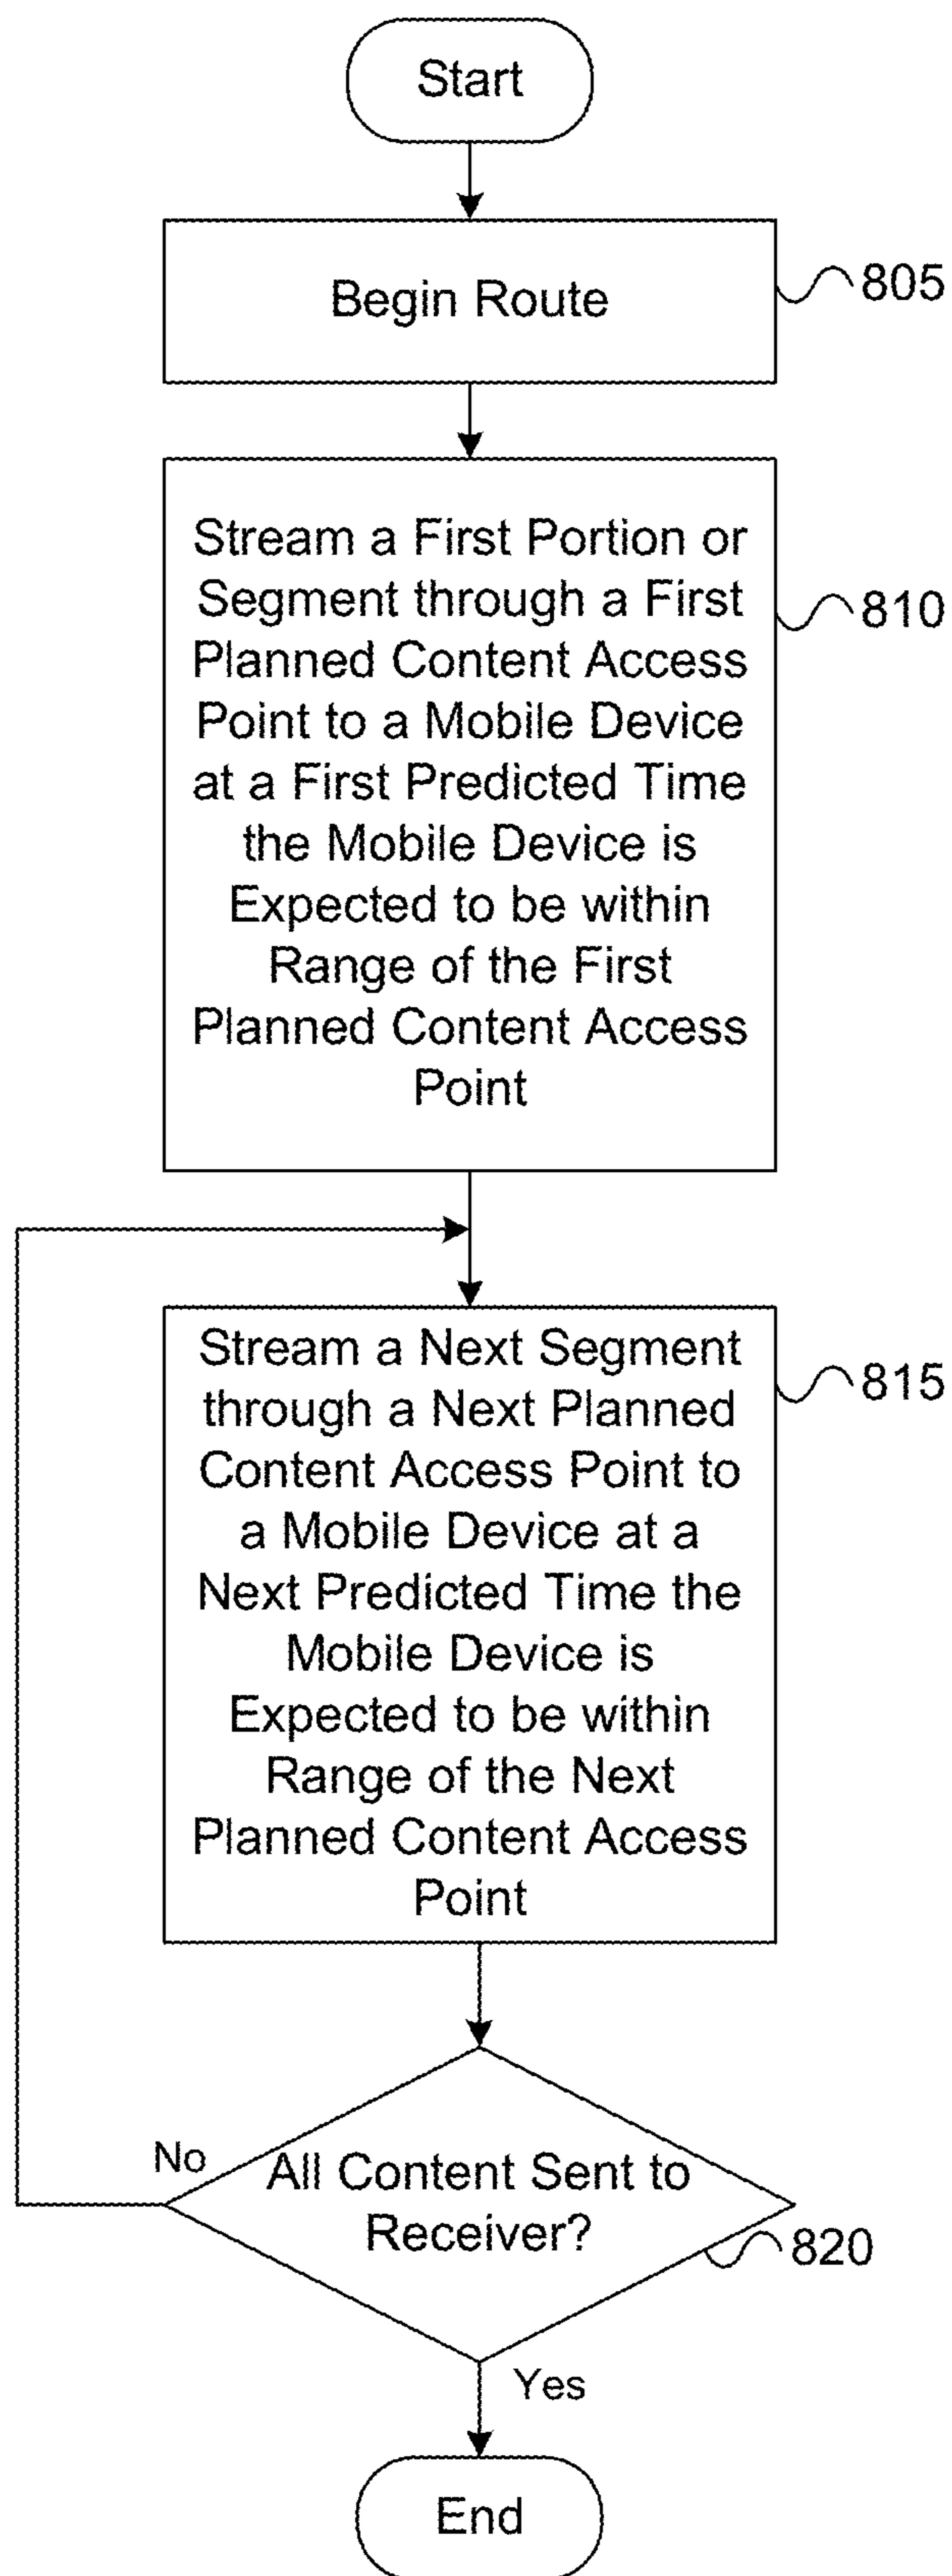 Start
Begin Route
805
Stream a First Portion or
Segment through a First
Planned Content Access
Point to a Mobile Device
at a First Predicted Time
the Mobile Device is
Expected to be within
Range of the First
Planned Content Access
Point
810
Stream a Next Segment
through a Next Planned
Content Access Point to
a Mobile Device at a
Next Predicted Time the
Mobile Device is
Expected to be within
Range of the Next
Planned Content Access
Point
815
No
All Content Sent to
Receiver?
820
Yes
End